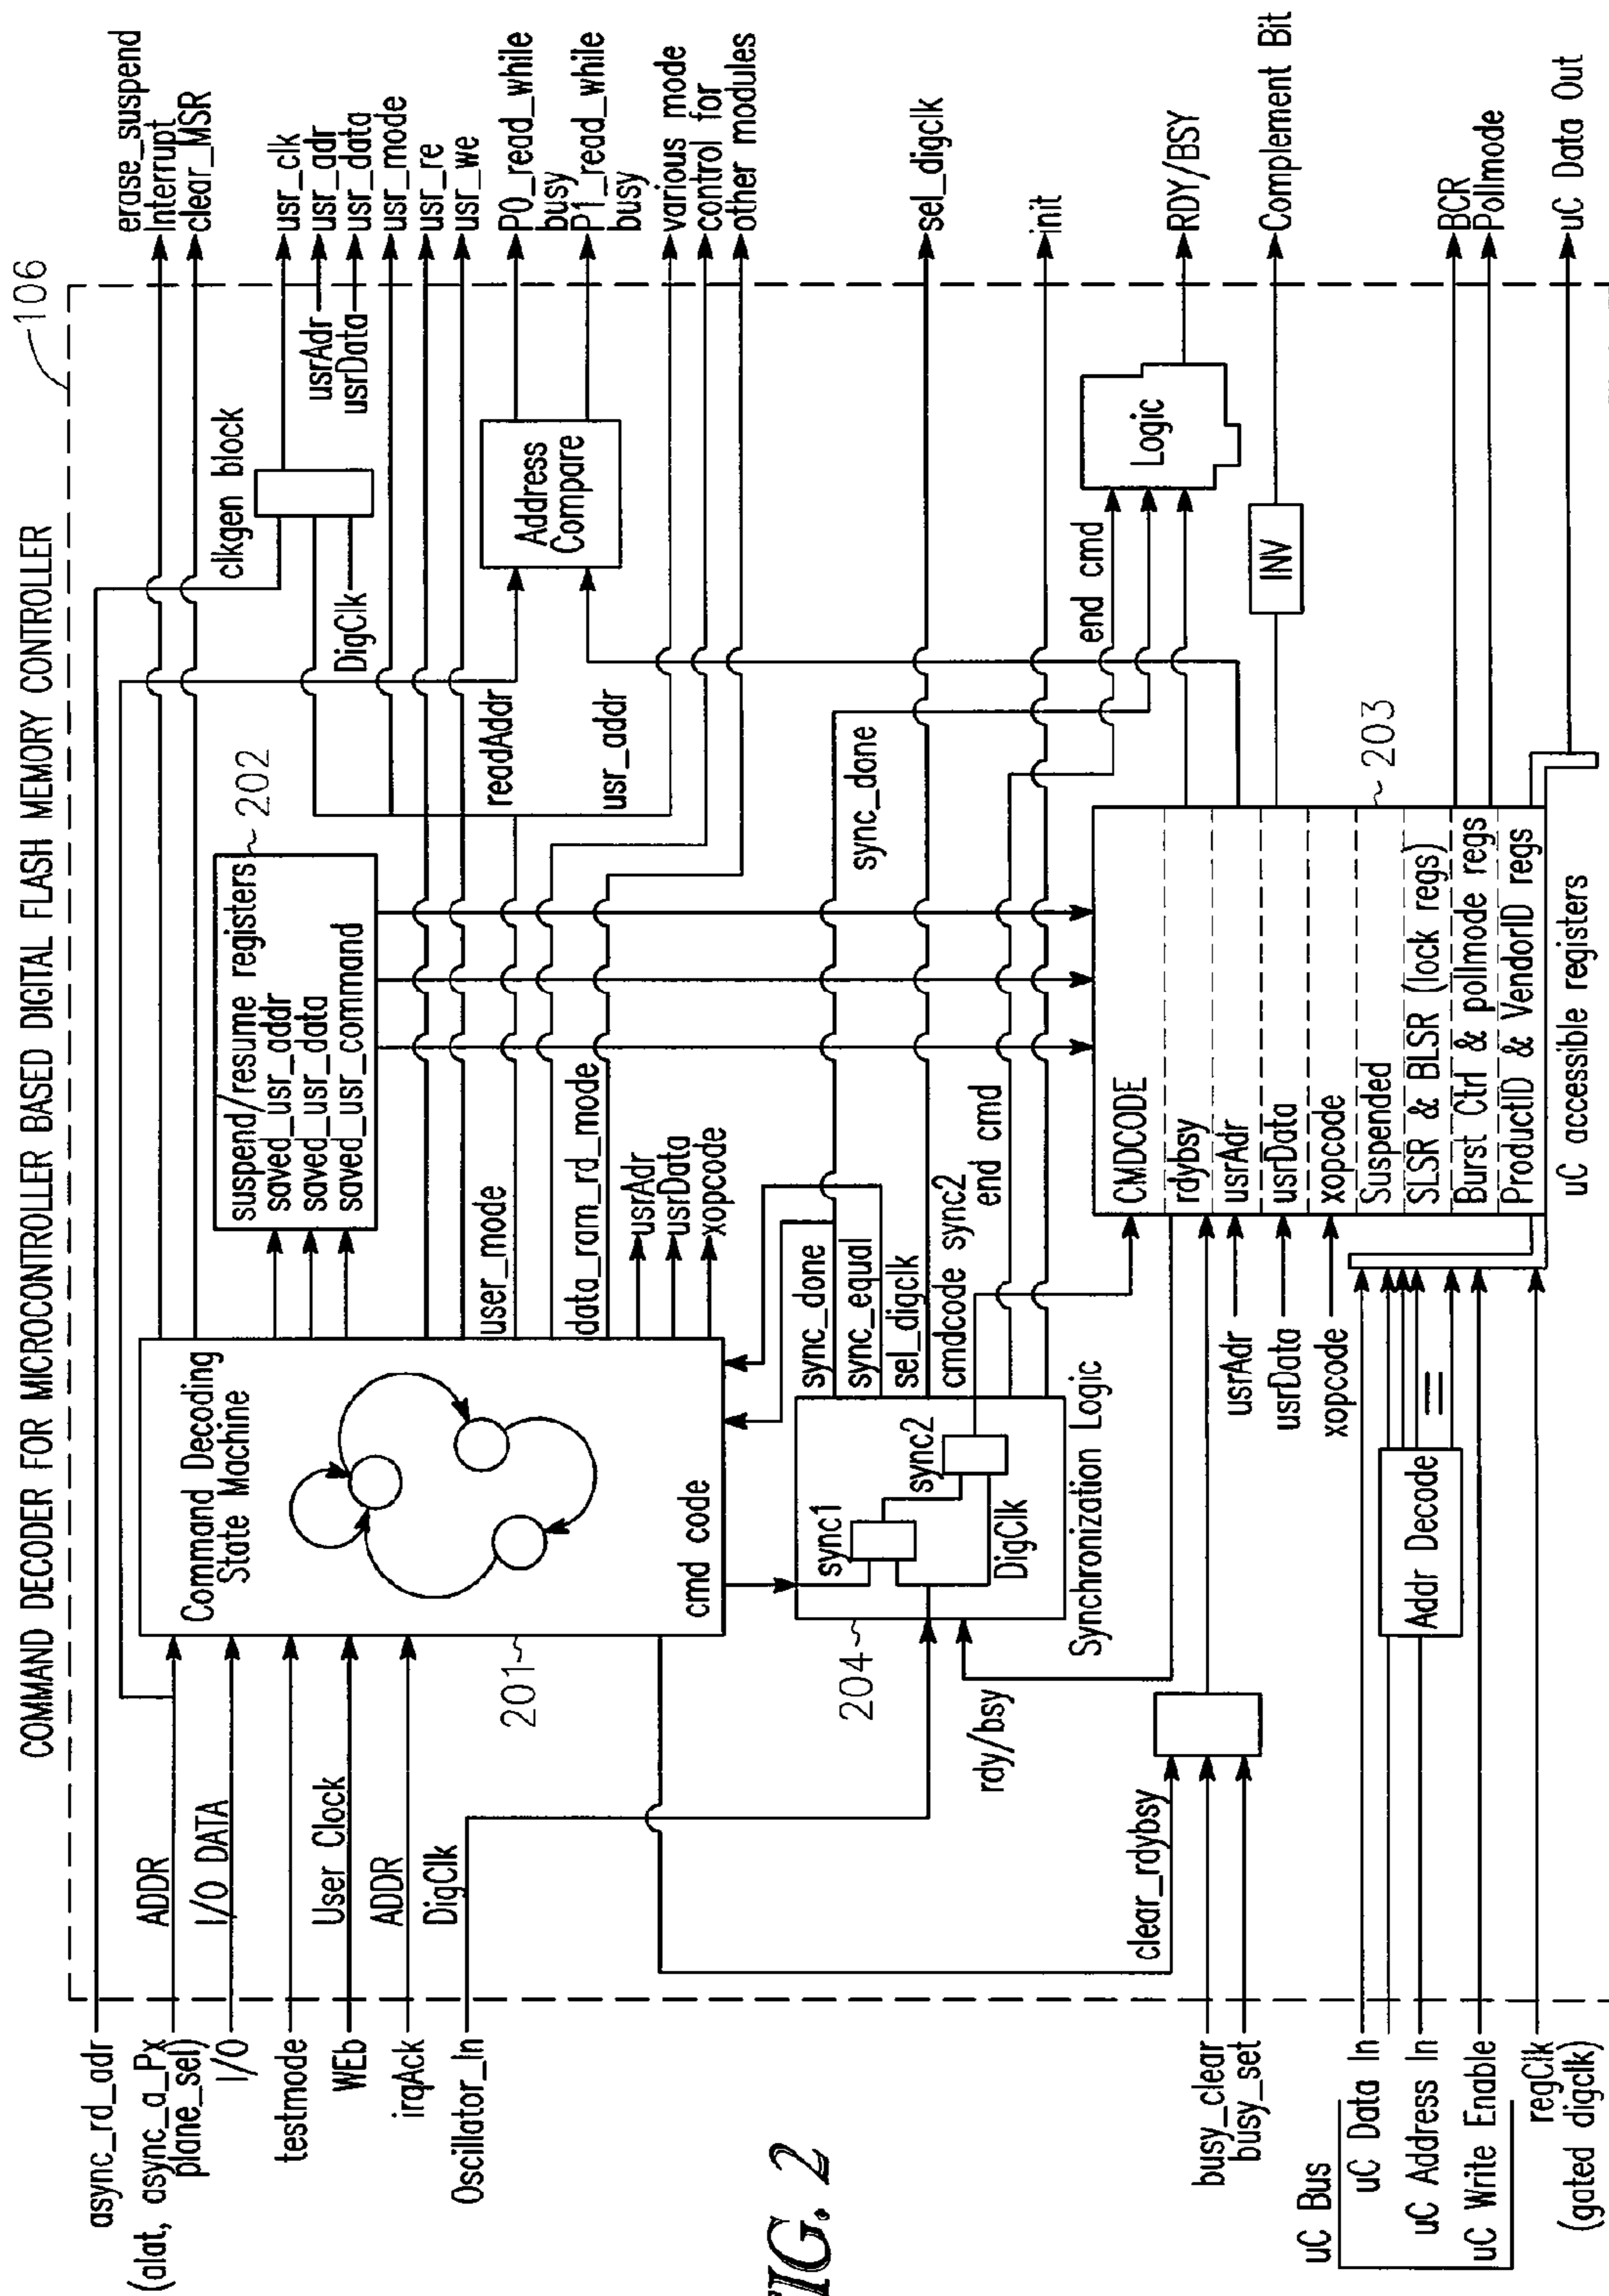 COMMAND DECODER FOR MICROCONTROLLER BASED DIGITAL FLASH MEMORY CONTROLLER
106
async_rd_adr
(alat, async_a_Px
plane_sel)
I/O
testmode
WEb
irqAck
Oscillator_In
busy_clear
busy_set
uC Bus
uC Data In
uC Address In
uC Write Enable
regClk
(gated digclk)
ADDR
I/O DATA
User Clock
ADDR
DigClk
clear_rdybsy
rdy/bsy
201
Command Decoding
State Machine
cmd code
204
sync1
sync2
DigClk
Synchronization Logic
202
suspend/resume registers
saved_usr_addr
saved_usr_data
saved_usr_command
user_mode
data_ram_rd_mode
usrAdr
usrData
xopcode
sync_done
sync_equal
sel_digclk
cmdcode sync2
end cmd
readAddr
usr_addr
sync_done
clkgen block
DigClk
usrAdr
usrData
Address
Compare
end cmd
Logic
INV
203
CMDCODE
rdybsy
usrAdr
usrData
xopcode
Suspended
SLSR & BLSR (lock regs)
Burst Ctrl & pollmode regs
ProductID & VendorID regs
uC accessible registers
usrAdr
usrData
xopcode
Addr Decode
==
erase_suspend
Interrupt
clear_MSR
usr_clk
usr_adr
usr_data
usr_mode
usr_re
usr_we
P0_read_while
busy
P1_read_while
busy
various mode
control for
other modules
sel_digclk
init
RDY/BSY
Complement Bit
BCR
Pollmode
uC Data Out
FIG. 2